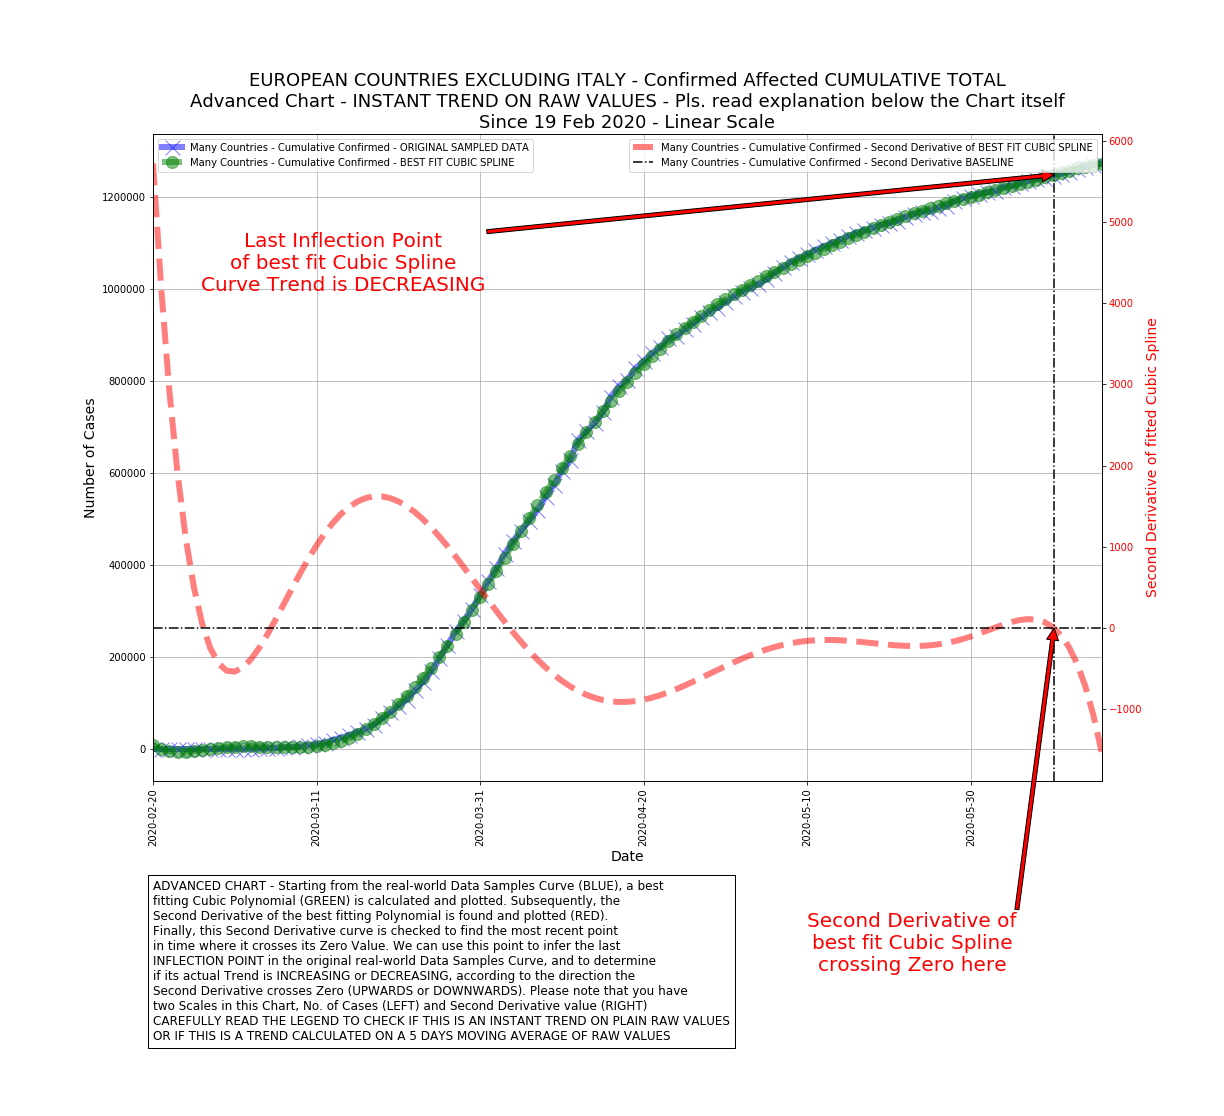 EUROPEAN COUNTRIES EXCLUDING ITALY - Confirmed Affected CUMULATIVE TOTAL
Advanced Chart - INSTANT TREND ON RAW VALUES - Pls. read explanation below the Chart itself
Since 19 Feb 2020 - Linear Scale
Many Countries - Cumulative Confirmed - ORIGINAL SAMPLED DATA
Many Countries - Cumulative Confirmed - BEST FIT CUBIC SPLINE
Many Countries - Cumulative Confirmed - Second Derivative of BEST FIT CUBIC SPLINE
Many Countries - Cumulative Confirmed - Second Derivative BASELINE
Last Inflection Point
of best fit Cubic Spline
Curve Trend is DECREASING
Number of Cases
1200000
1000000
800000
600000
400000
200000
0
6000
5000
4000
3000
2000
1000
0
−1000
Second Derivative of fitted Cubic Spline
2020-02-20
2020-03-11
2020-03-31
2020-04-20
2020-05-10
2020-05-30
Date
ADVANCED CHART - Starting from the real-world Data Samples Curve (BLUE), a best
fitting Cubic Polynomial (GREEN) is calculated and plotted. Subsequently, the
Second Derivative of the best fitting Polynomial is found and plotted (RED).
Finally, this Second Derivative curve is checked to find the most recent point
in time where it crosses its Zero Value. We can use this point to infer the last
INFLECTION POINT in the original real-world Data Samples Curve, and to determine
if its actual Trend is INCREASING or DECREASING, according to the direction the
Second Derivative crosses Zero (UPWARDS or DOWNWARDS). Please note that you have
two Scales in this Chart, No. of Cases (LEFT) and Second Derivative value (RIGHT)
CAREFULLY READ THE LEGEND TO CHECK IF THIS IS AN INSTANT TREND ON PLAIN RAW VALUES
OR IF THIS IS A TREND CALCULATED ON A 5 DAYS MOVING AVERAGE OF RAW VALUES
Second Derivative of
best fit Cubic Spline
crossing Zero here